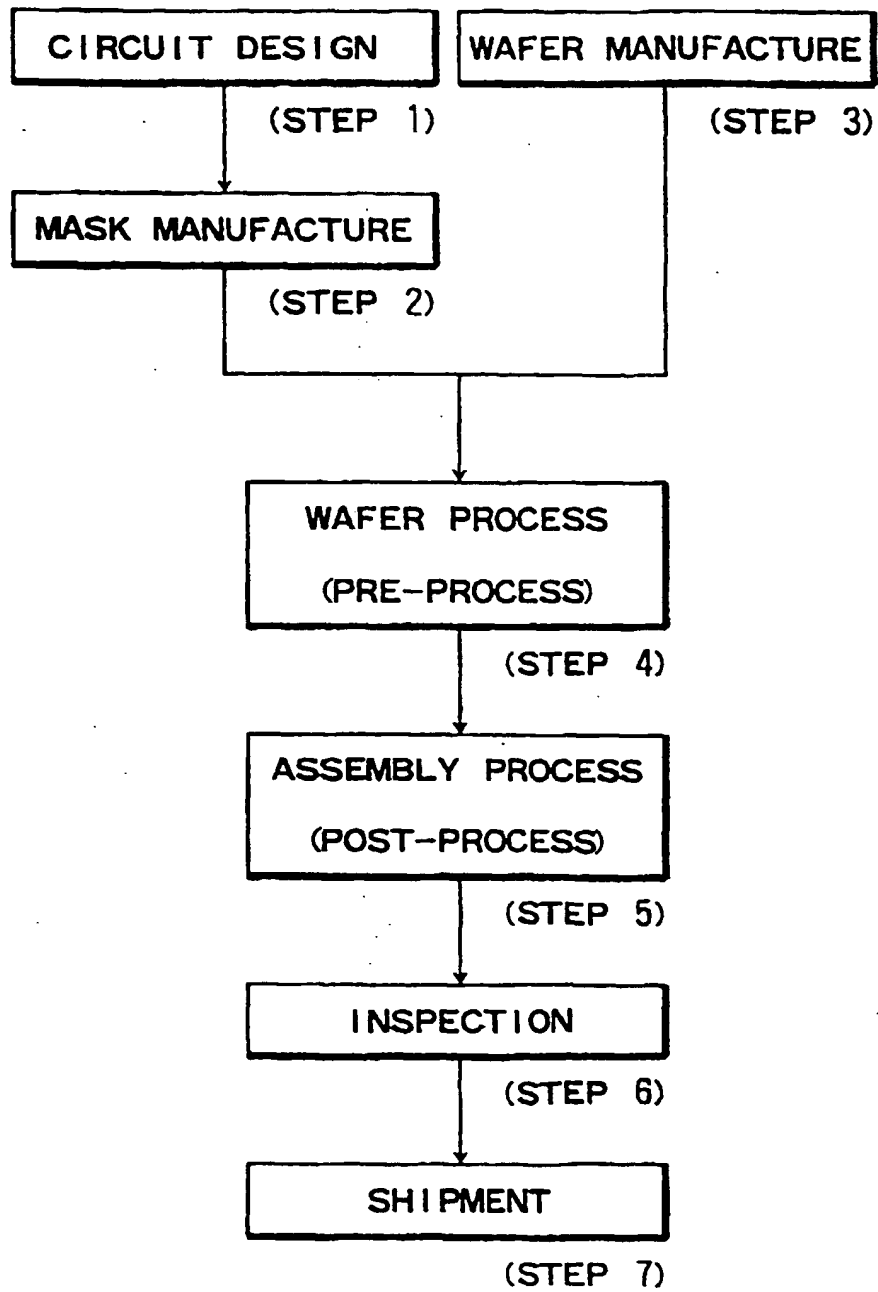 CIRCUIT DESIGN
(STEP 1)
WAFER MANUFACTURE
(STEP 3)
MASK MANUFACTURE
(STEP 2)
WAFER PROCESS
(PRE-PROCESS)
(STEP 4)
ASSEMBLY PROCESS
(POST-PROCESS)
(STEP 5)
INSPECTION
(STEP 6)
SHIPMENT
(STEP 7)